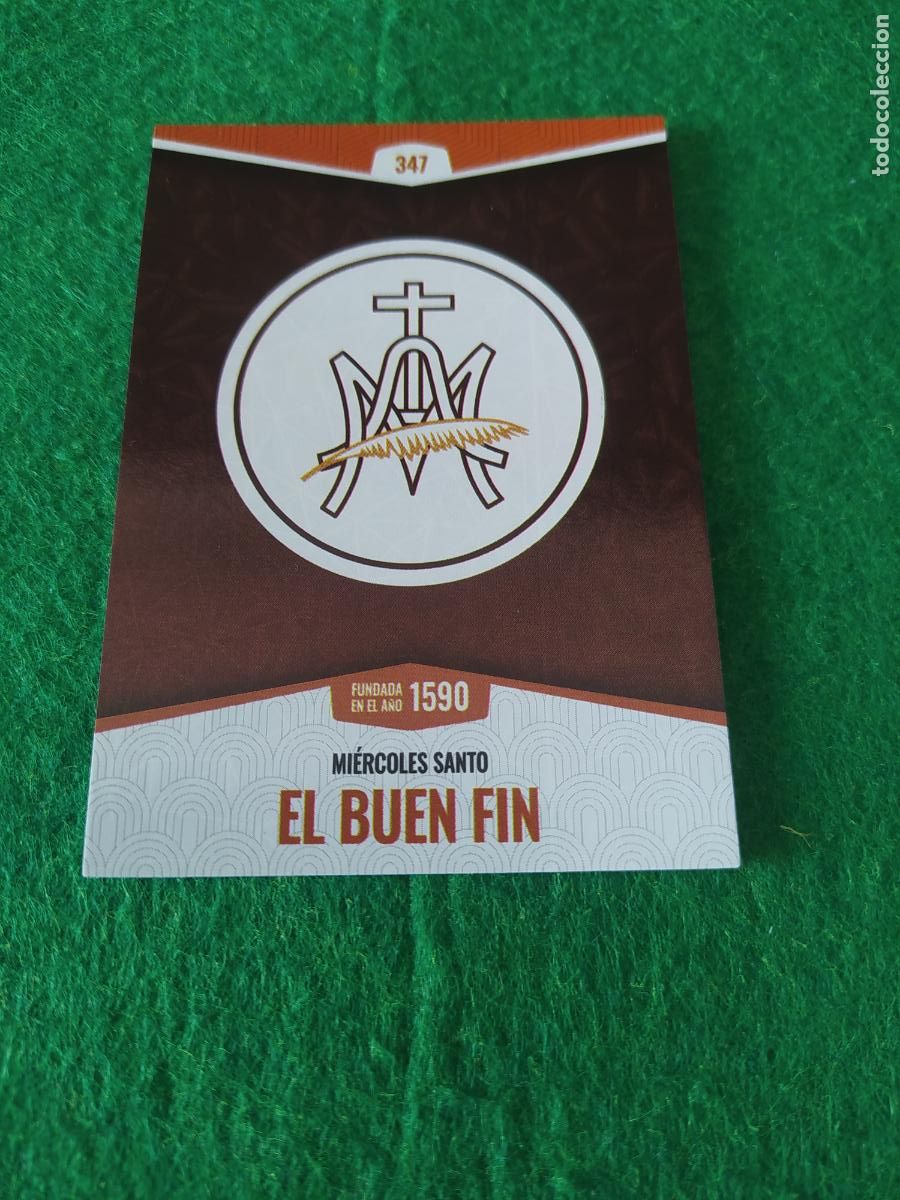 347
FUNDADA
EN EL AÑO 1590
MIÉRCOLES SANTO
EL BUEN FIN
todocoleccion